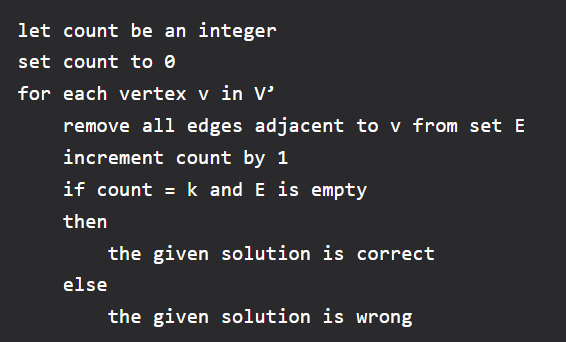 let count be an integer
set count to 0
for each vertex v in V’
    remove all edges adjacent to v from set E
    increment count by 1
    if count = k and E is empty
    then
        the given solution is correct
    else
        the given solution is wrong